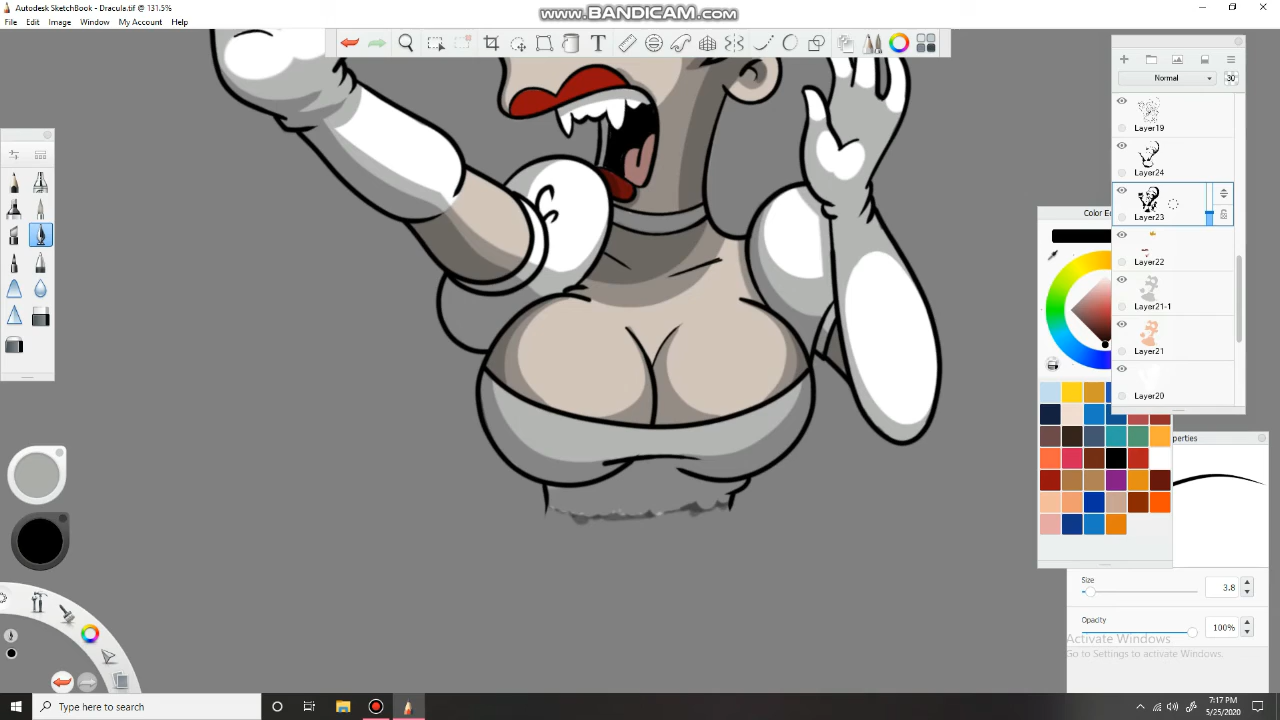 Autodesk SketchBook - Dracula.tif @ 131.5%
www.BANDICAM.com
File Edit Image Window My Account Help
Normal
30
Layer19
Layer24
Layer23
Layer22
Layer21-1
Layer21
Layer20
Color Ed
perties
Size
3.8
Opacity
100%
Activate Windows
Go to Settings to activate Windows.
Type here to search
7:17 PM
5/25/2020